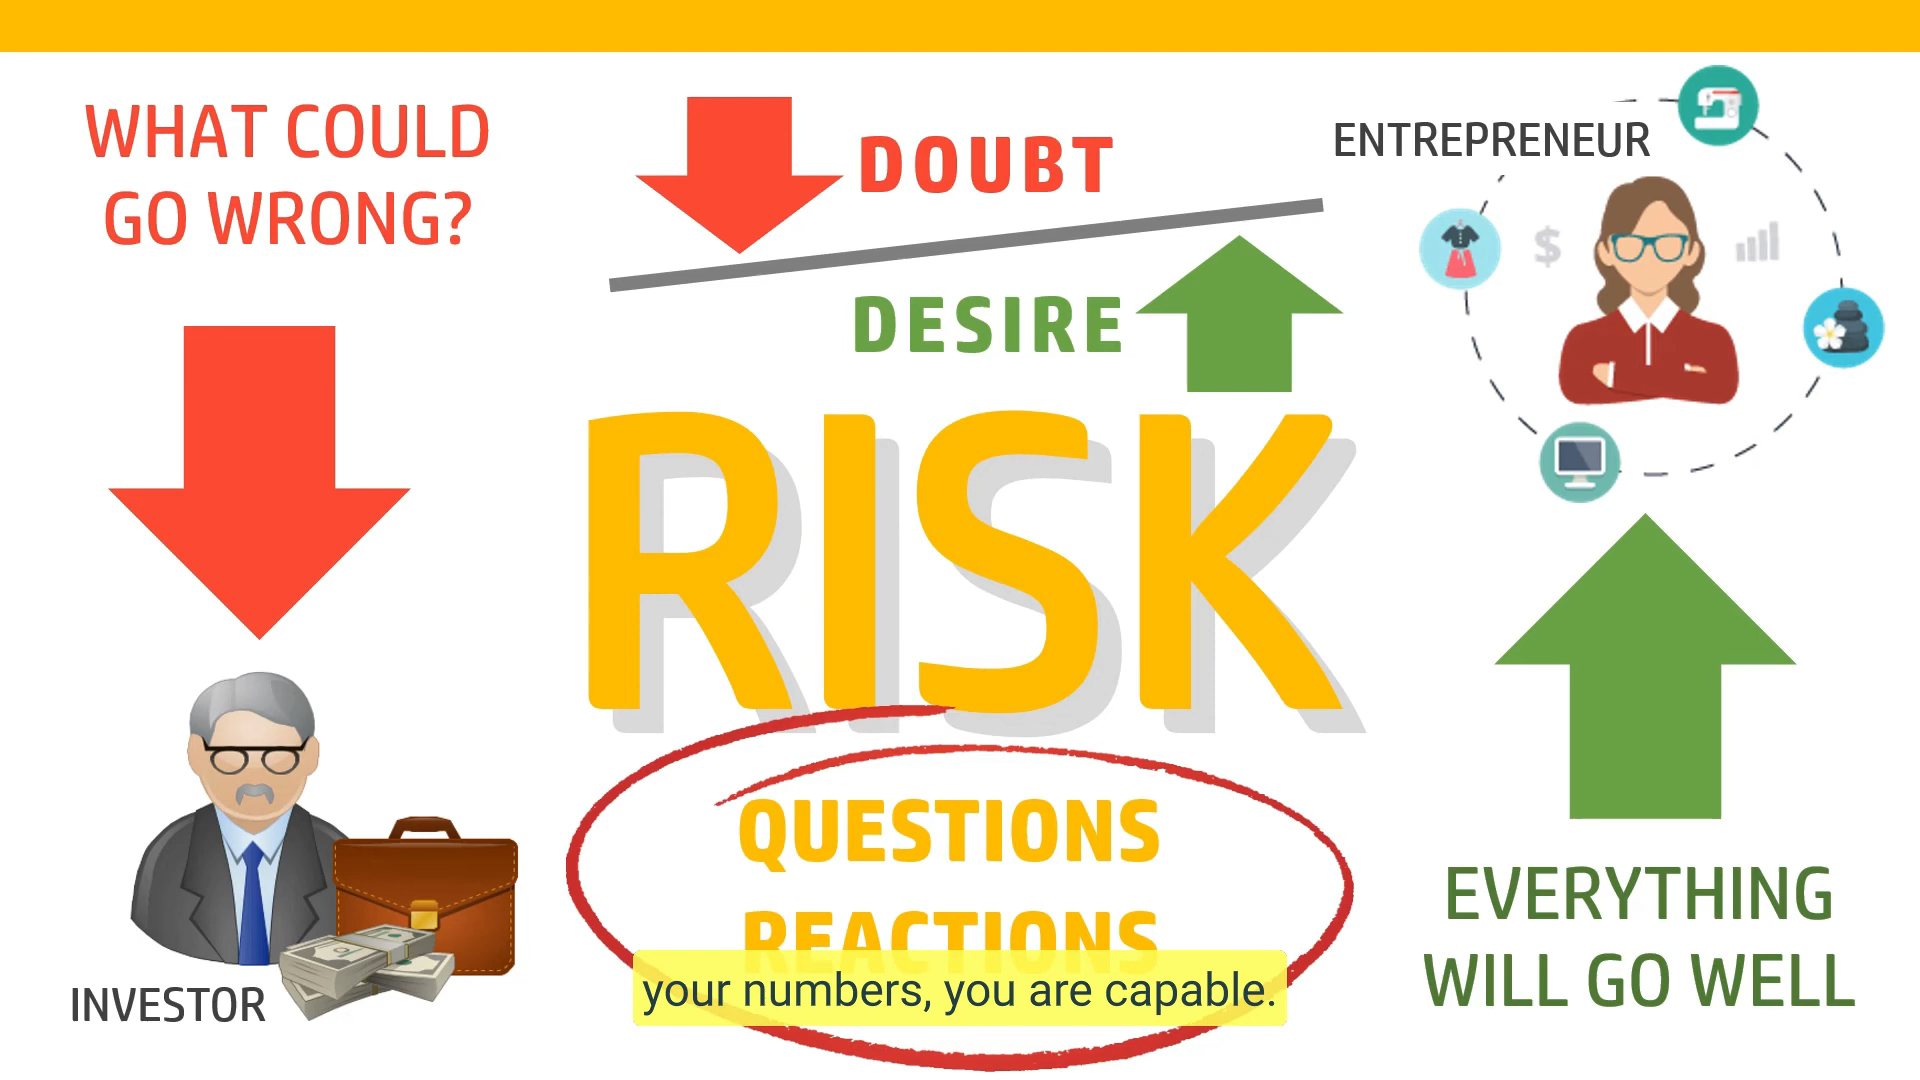 WHAT COULD
GO WRONG?
DOUBT
DESIRE
ENTREPRENEUR
$
RISK
QUESTIONS
REACTIONS
your numbers, you are capable.
INVESTOR
EVERYTHING
WILL GO WELL